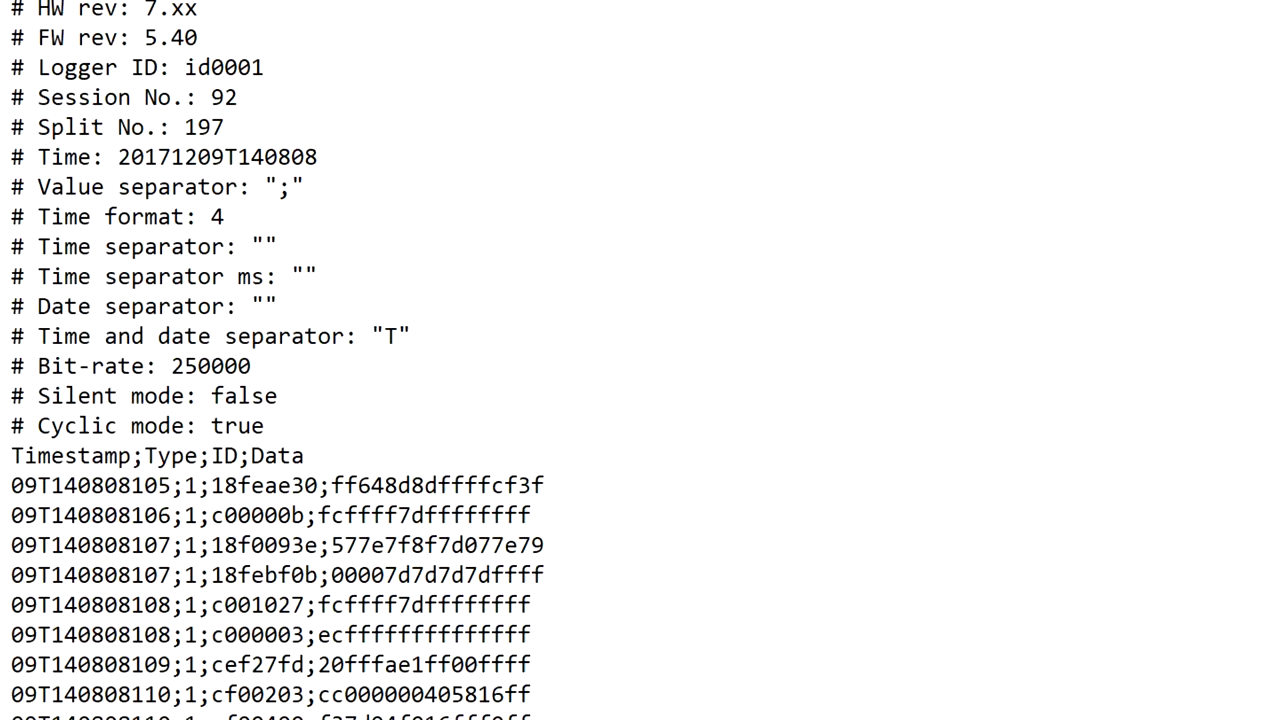 # HW rev: 7.xx
# FW rev: 5.40
# Logger ID: id0001
# Session No.: 92
# Split No.: 197
# Time: 20171209T140808
# Value separator: ";"
# Time format: 4
# Time separator: ""
# Time separator ms: ""
# Date separator: ""
# Time and date separator: "T"
# Bit-rate: 250000
# Silent mode: false
# Cyclic mode: true
Timestamp;Type;ID;Data
09T140808105;1;18feae30;ff648d8dffffcf3f
09T140808106;1;c00000b;fcffff7dffffffff
09T140808107;1;18f0093e;577e7f8f7d077e79
09T140808107;1;18febf0b;00007d7d7d7dffff
09T140808108;1;c001027;fcffff7dffffffff
09T140808108;1;c000003;ecffffffffffffff
09T140808109;1;cef27fd;20fffae1ff00ffff
09T140808110;1;cf00203;cc000000405816ff